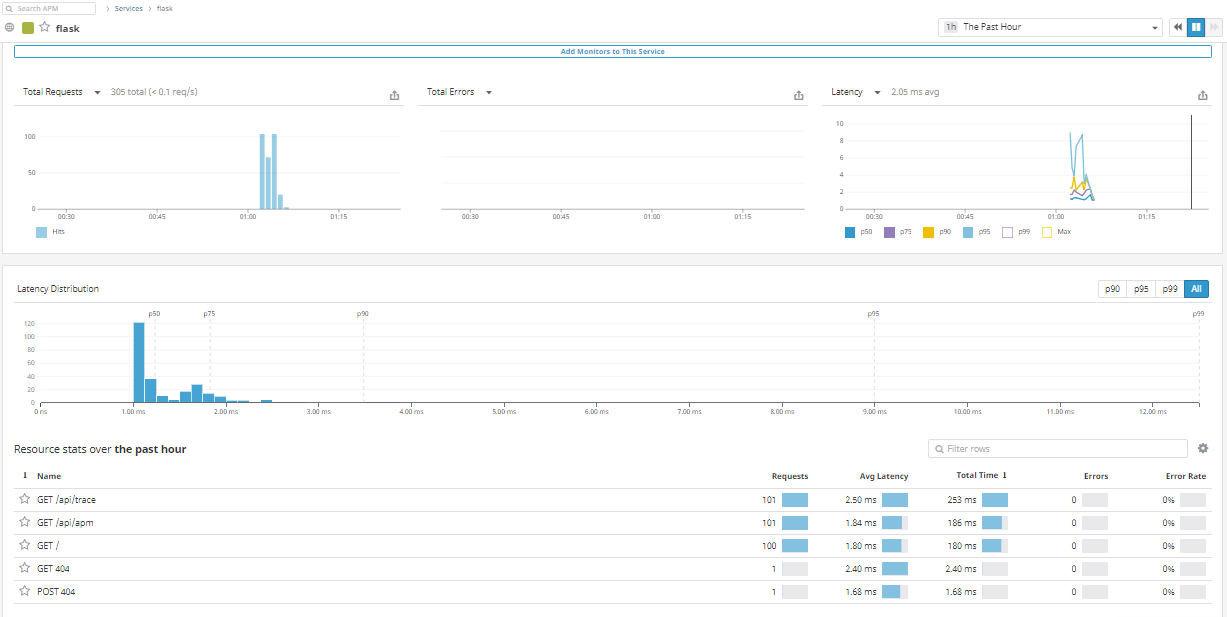 Search APM > Services > flask
flask
1h The Past Hour
Add Monitors to This Service
Total Requests 305 total (< 0.1 req/s)
Total Errors
Latency 2.05 ms avg
100
50
0
00:30 00:45 01:00 01:15
Hits
00:30 00:45 01:00 01:15
10
8
6
4
2
0
00:30 00:45 01:00 01:15
p50 p75 p90 p95 p99 Max
Latency Distribution
p90 p95 p99 All
p50 p75 p90 p95 p99
120
100
80
60
40
20
0
0 ns 1.00 ms 2.00 ms 3.00 ms 4.00 ms 5.00 ms 6.00 ms 7.00 ms 8.00 ms 9.00 ms 10.00 ms 11.00 ms 12.00 ms
Resource stats over the past hour
Filter rows
Name Requests Avg Latency Total Time Errors Error Rate
GET /api/trace 101 2.50 ms 253 ms 0 0%
GET /api/apm 101 1.84 ms 186 ms 0 0%
GET / 100 1.80 ms 180 ms 0 0%
GET 404 1 2.40 ms 2.40 ms 0 0%
POST 404 1 1.68 ms 1.68 ms 0 0%